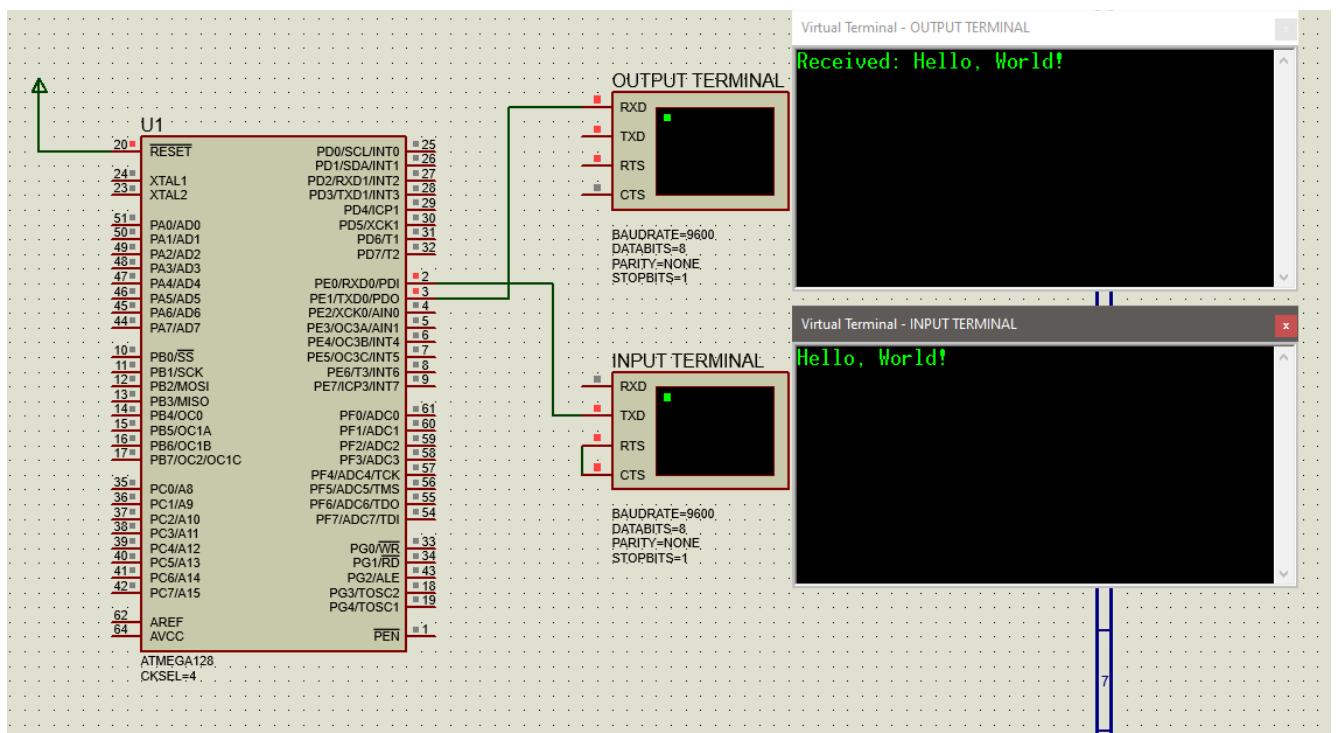 Virtual Terminal - OUTPUT TERMINAL
x
Received: Hello, World!
OUTPUT TERMINAL
RXD
TXD
RTS
CTS
BAUDRATE=9600
DATABITS=8
PARITY=NONE
STOPBITS=1
Virtual Terminal - INPUT TERMINAL
x
Hello, World!
INPUT TERMINAL
RXD
TXD
RTS
CTS
BAUDRATE=9600
DATABITS=8
PARITY=NONE
STOPBITS=1
U1
20 RESET PD0/SCL/INT0 25
PD1/SDA/INT1 26
24 XTAL1 PD2/RXD1/INT2 27
23 XTAL2 PD3/TXD1/INT3 28
PD4/ICP1 29
51 PA0/AD0 PD5/XCK1 30
50 PA1/AD1 PD6/T1 31
49 PA2/AD2 PD7/T2 32
48 PA3/AD3
47 PA4/AD4 PE0/RXD0/PDI 2
46 PA5/AD5 PE1/TXD0/PDO 3
45 PA6/AD6 PE2/XCK0/AIN0 4
44 PA7/AD7 PE3/OC3A/AIN1 5
PE4/OC3B/INT4 6
10 PB0/SS PE5/OC3C/INT5 7
11 PB1/SCK PE6/T3/INT6 8
12 PB2/MOSI PE7/ICP3/INT7 9
13 PB3/MISO
14 PB4/OC0 PF0/ADC0 61
15 PB5/OC1A PF1/ADC1 60
16 PB6/OC1B PF2/ADC2 59
17 PB7/OC2/OC1C PF3/ADC3 58
PF4/ADC4/TCK 57
35 PC0/A8 PF5/ADC5/TMS 56
36 PC1/A9 PF6/ADC6/TDO 55
37 PC2/A10 PF7/ADC7/TDI 54
38 PC3/A11
39 PC4/A12 PG0/WR 33
40 PC5/A13 PG1/RD 34
41 PC6/A14 PG2/ALE 43
42 PC7/A15 PG3/TOSC2 18
PG4/TOSC1 19
62 AREF
64 AVCC PEN 1
ATMEGA128
CKSEL=4
7